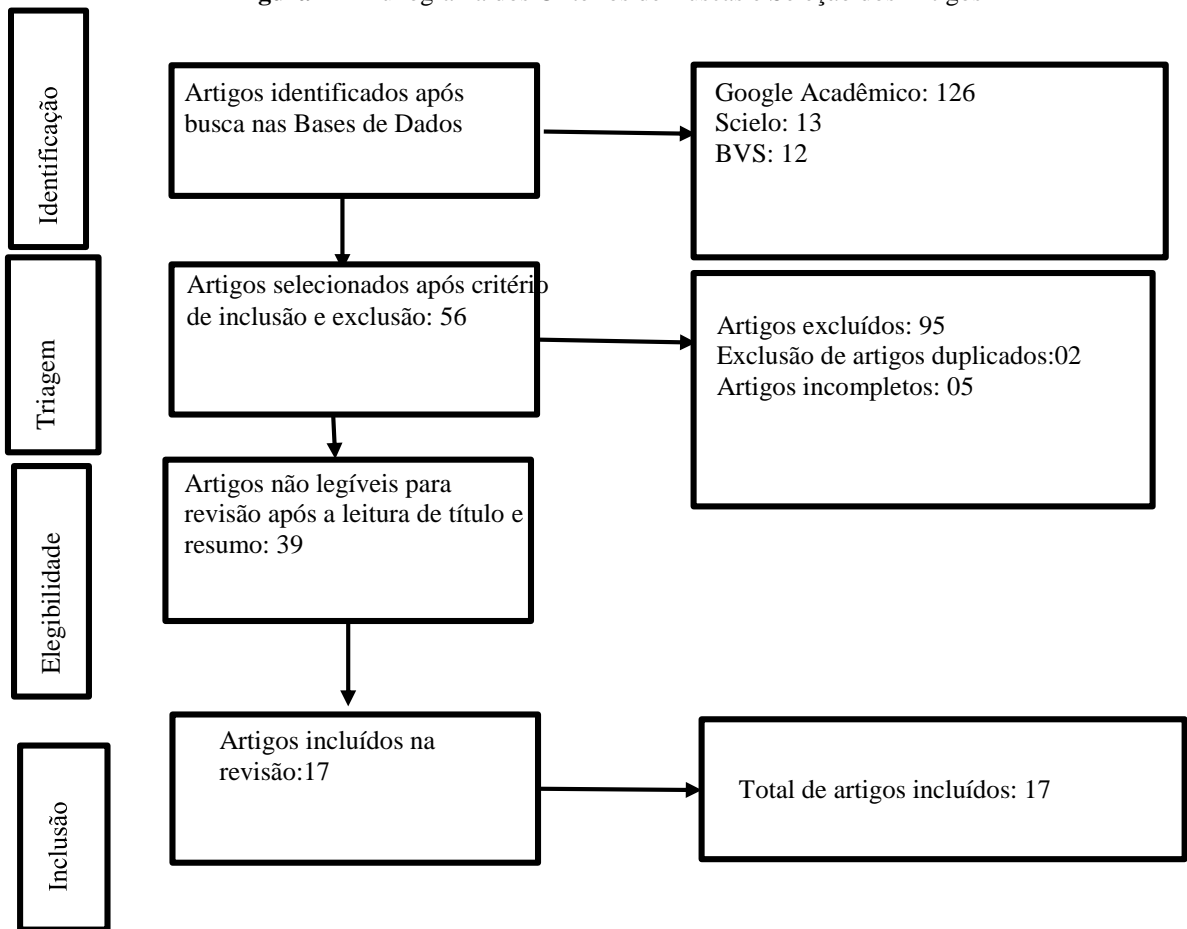 Identificação
Artigos identificados após
busca nas Bases de Dados
Google Acadêmico: 126
Scielo: 13
BVS: 12
Triagem
Artigos selecionados após critério
de inclusão e exclusão: 56
Artigos excluídos: 95
Exclusão de artigos duplicados:02
Artigos incompletos: 05
Elegibilidade
Artigos não legíveis para
revisão após a leitura de título e
resumo: 39
Inclusão
Artigos incluídos na
revisão:17
Total de artigos incluídos: 17